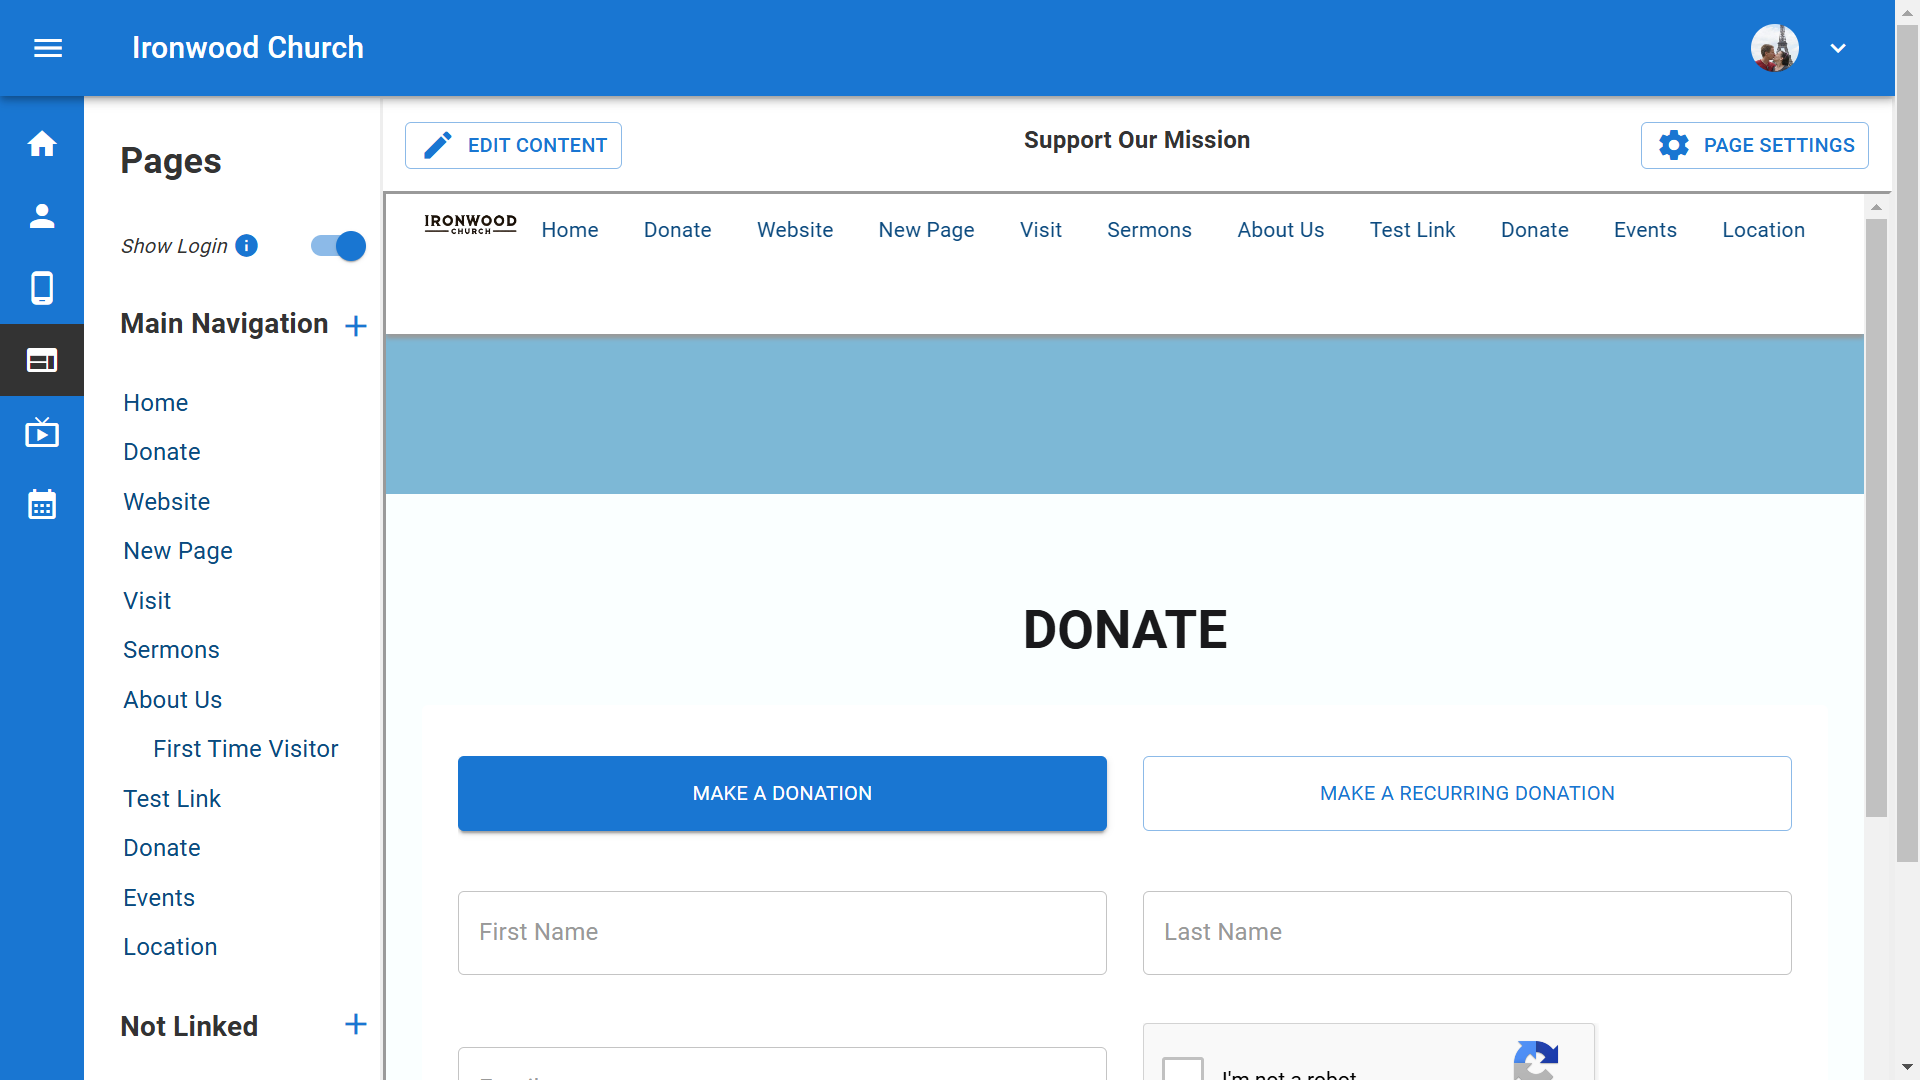 Ironwood Church
Pages
Show Login
Main Navigation
Home
Donate
Website
New Page
Visit
Sermons
About Us
First Time Visitor
Test Link
Donate
Events
Location
Not Linked
EDIT CONTENT
Support Our Mission
PAGE SETTINGS
IRONWOOD
CHURCH
Home Donate Website New Page Visit Sermons About Us Test Link Donate Events Location
DONATE
MAKE A DONATION
MAKE A RECURRING DONATION
First Name
Last Name
I'm not a robot